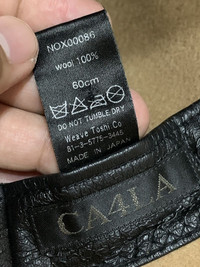 NOX00086
wool 100%
60cm
DO NOT TUMBLE DRY
Weave Toshi Co
81-3-5775-3445
MADE IN JAPAN
CA4LA